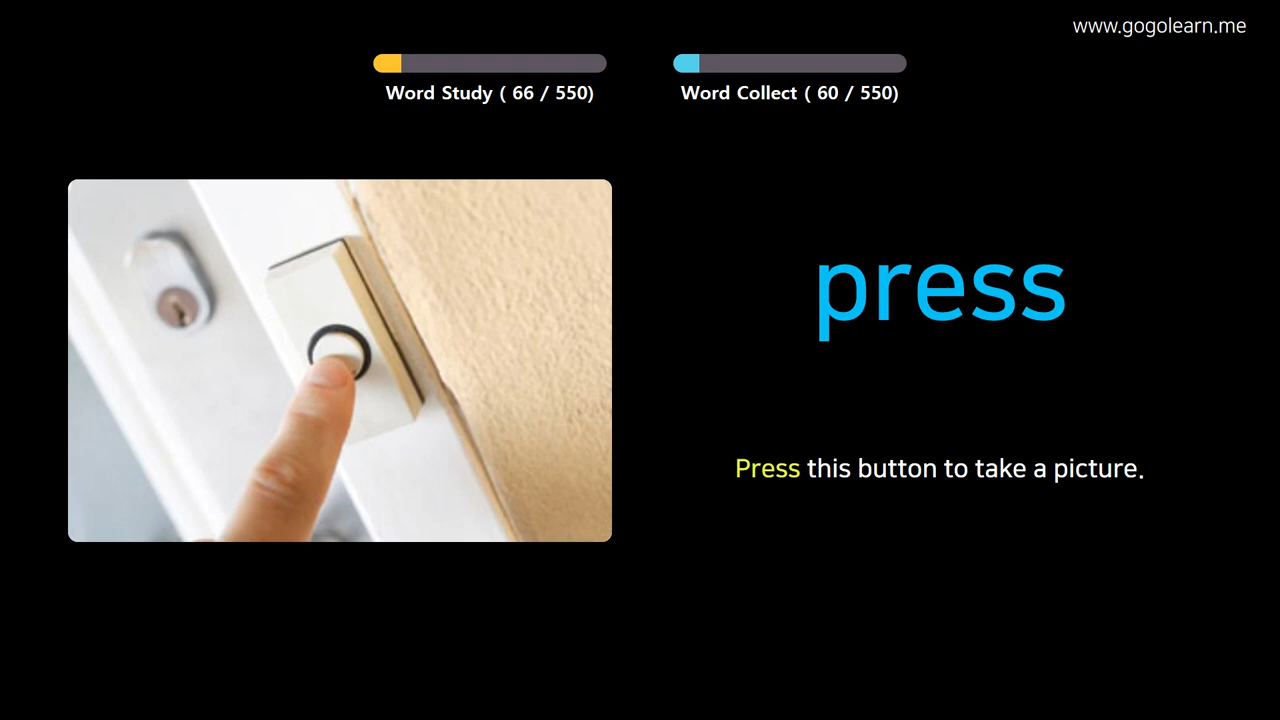 www.gogolearn.me
Word Study ( 66 / 550)
Word Collect ( 60 / 550)
press
Press this button to take a picture.